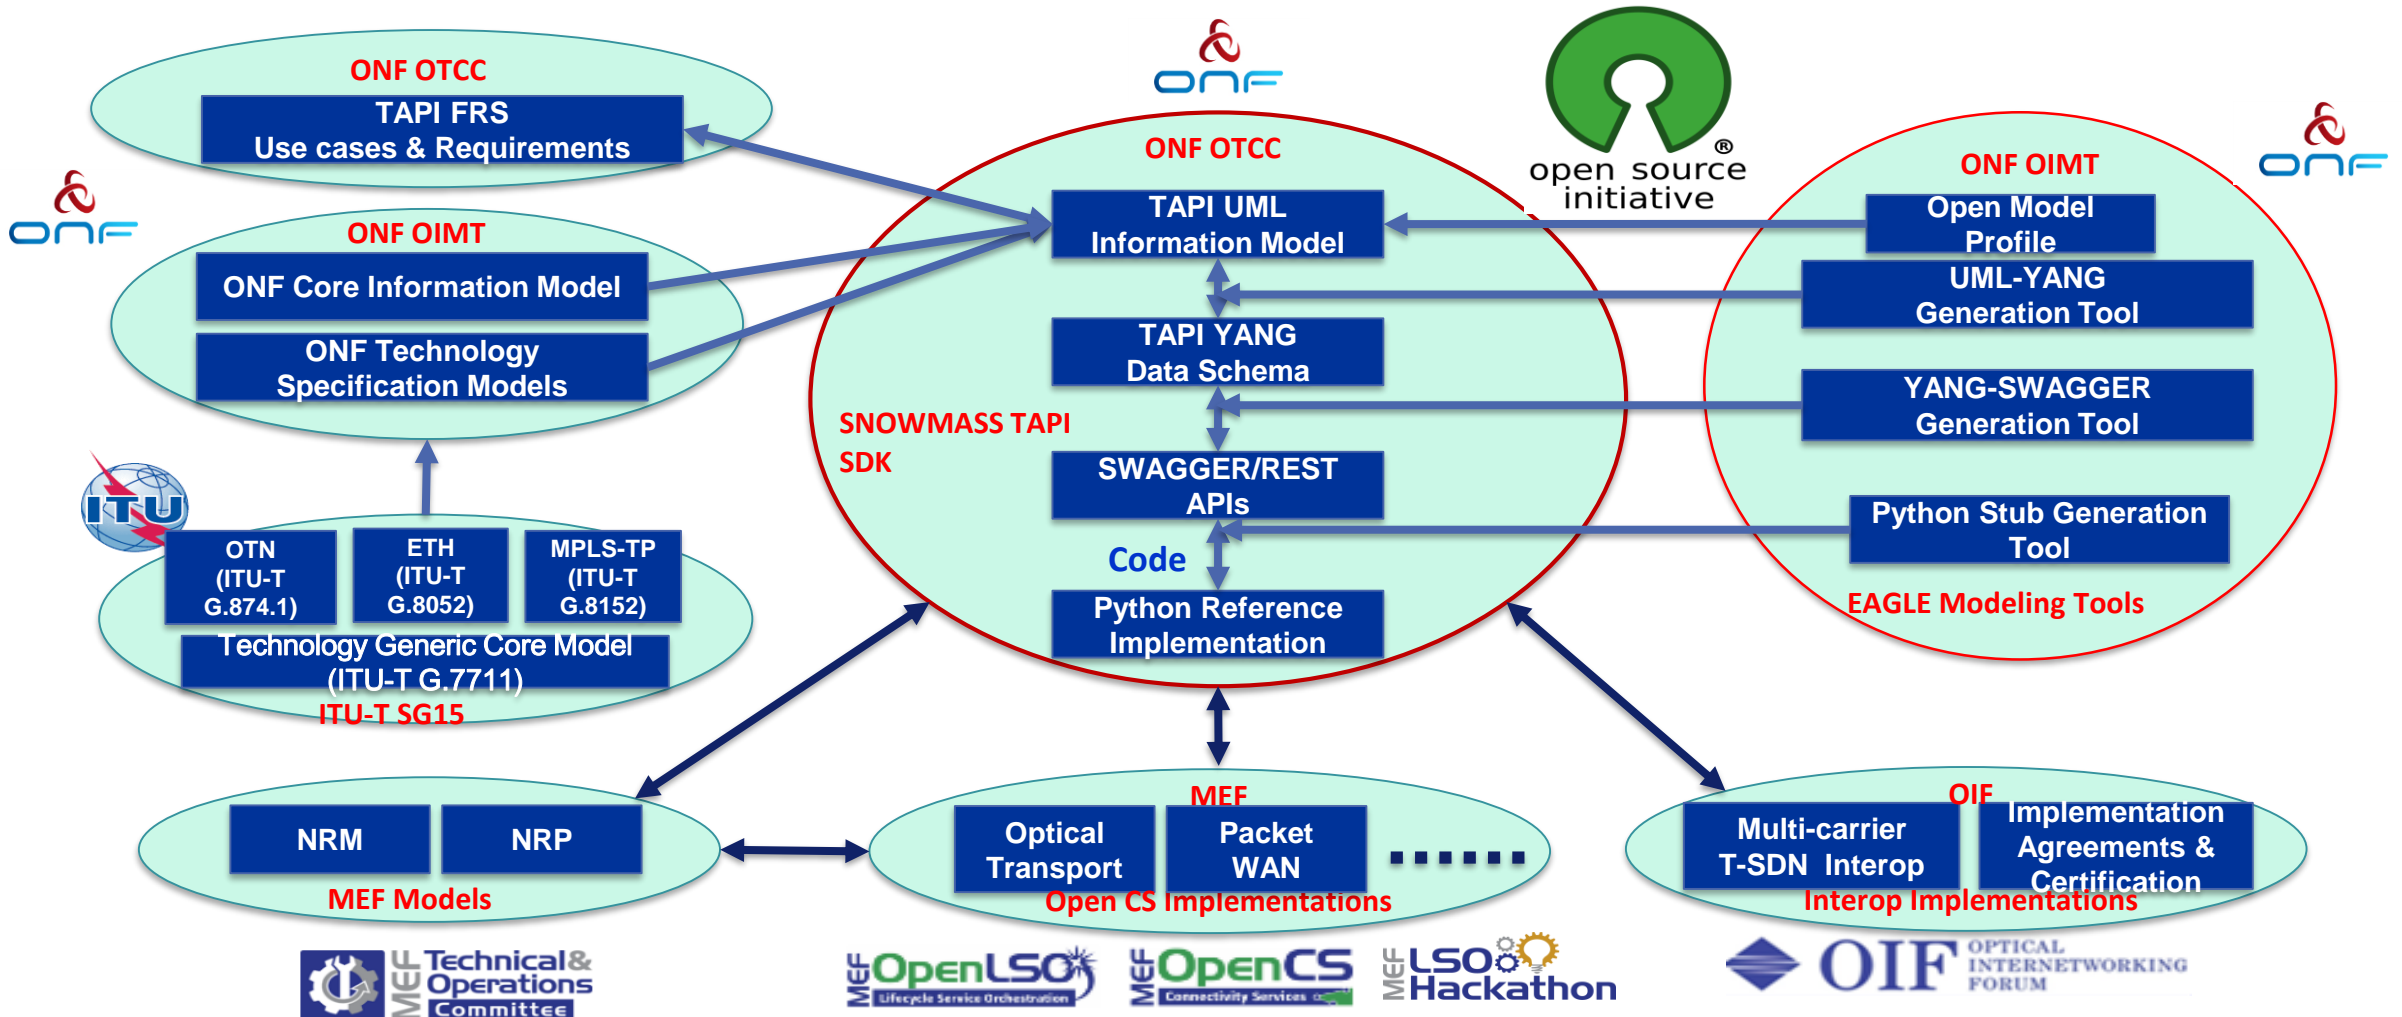 ONF OTCC
TAPI FRS
Use cases & Requirements
ONF
ONF OIMT
ONF Core Information Model
ONF Technology
Specification Models
ITU
OTN
(ITU-T
G.874.1)
ETH
(ITU-T
G.8052)
MPLS-TP
(ITU-T
G.8152)
Technology Generic Core Model
(ITU-T G.7711)
ITU-T SG15
ONF
ONF OTCC
TAPI UML
Information Model
TAPI YANG
Data Schema
SNOWMASS TAPI
SDK
SWAGGER/REST
APIs
Code
Python Reference
Implementation
®
open source
initiative
ONF
ONF OIMT
Open Model
Profile
UML-YANG
Generation Tool
YANG-SWAGGER
Generation Tool
Python Stub Generation
Tool
EAGLE Modeling Tools
NRM
NRP
MEF Models
MEF
Optical
Transport
Packet
WAN
Open CS Implementations
OIF
Multi-carrier
T-SDN Interop
Implementation
Agreements &
Certification
Interop Implementations
MEF
Technical&
Operations
Committee
MEF
OpenLSO
Lifecycle Service Orchestration
MEF
OpenCS
Connectivity Services
MEF
LSO
Hackathon
OIF
OPTICAL
INTERNETWORKING
FORUM